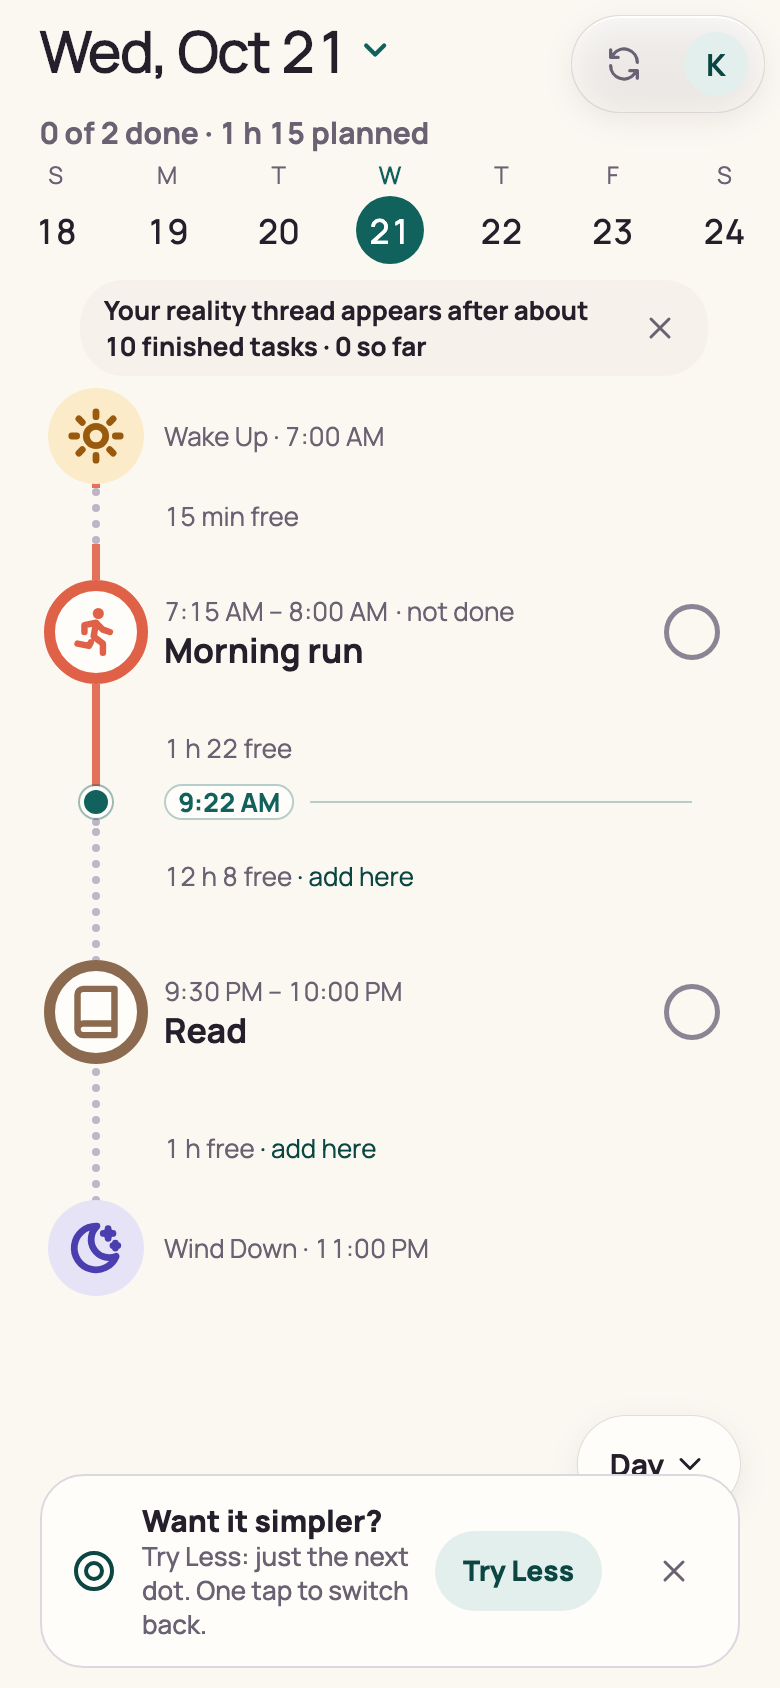 Wed, Oct 21
K
0 of 2 done · 1 h 15 planned
S M T W T F S
18 19 20 21 22 23 24
Your reality thread appears after about
10 finished tasks · 0 so far
Wake Up · 7:00 AM
15 min free
7:15 AM – 8:00 AM · not done
Morning run
1 h 22 free
9:22 AM
12 h 8 free · add here
9:30 PM – 10:00 PM
Read
1 h free · add here
Wind Down · 11:00 PM
Day
Want it simpler?
Try Less: just the next
dot. One tap to switch
back.
Try Less